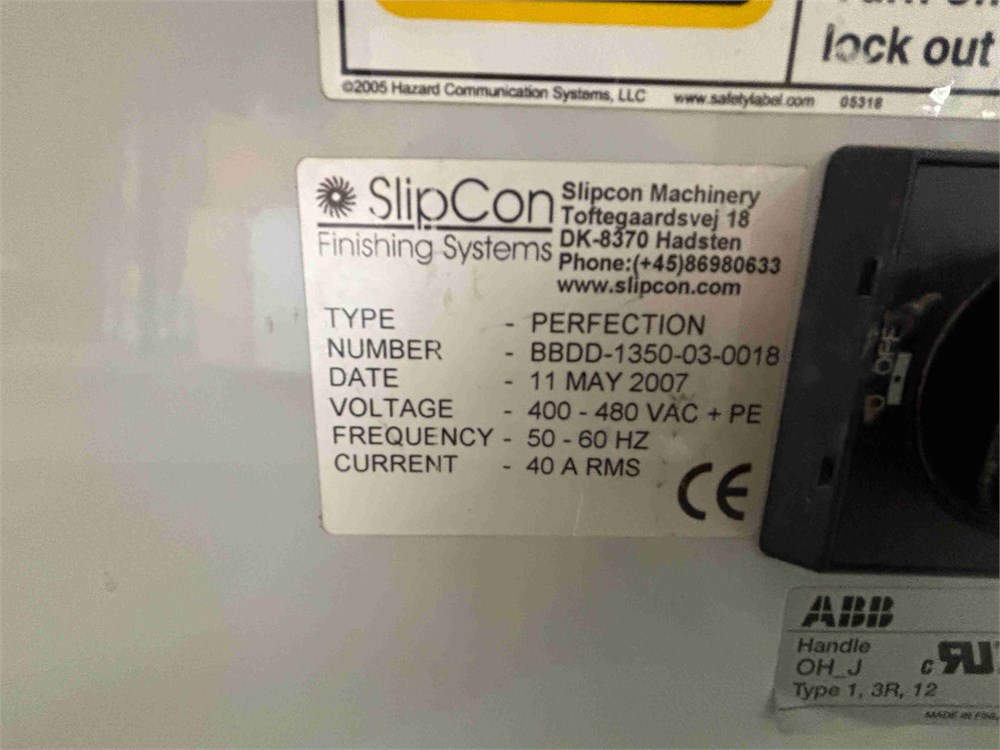 lock out
©2005 Hazard Communication Systems, LLC www.safetylabel.com 05318
SlipCon
Finishing Systems
Slipcon Machinery
Toftegaardsvej 18
DK-8370 Hadsten
Phone:(+45)86980633
www.slipcon.com
TYPE - PERFECTION
NUMBER - BBDD-1350-03-0018
DATE - 11 MAY 2007
VOLTAGE - 400 - 480 VAC + PE
FREQUENCY - 50 - 60 HZ
CURRENT - 40 A RMS
CE
OFF
ABB
Handle
OH_J
Type 1, 3R, 12
c RU
MADE IN